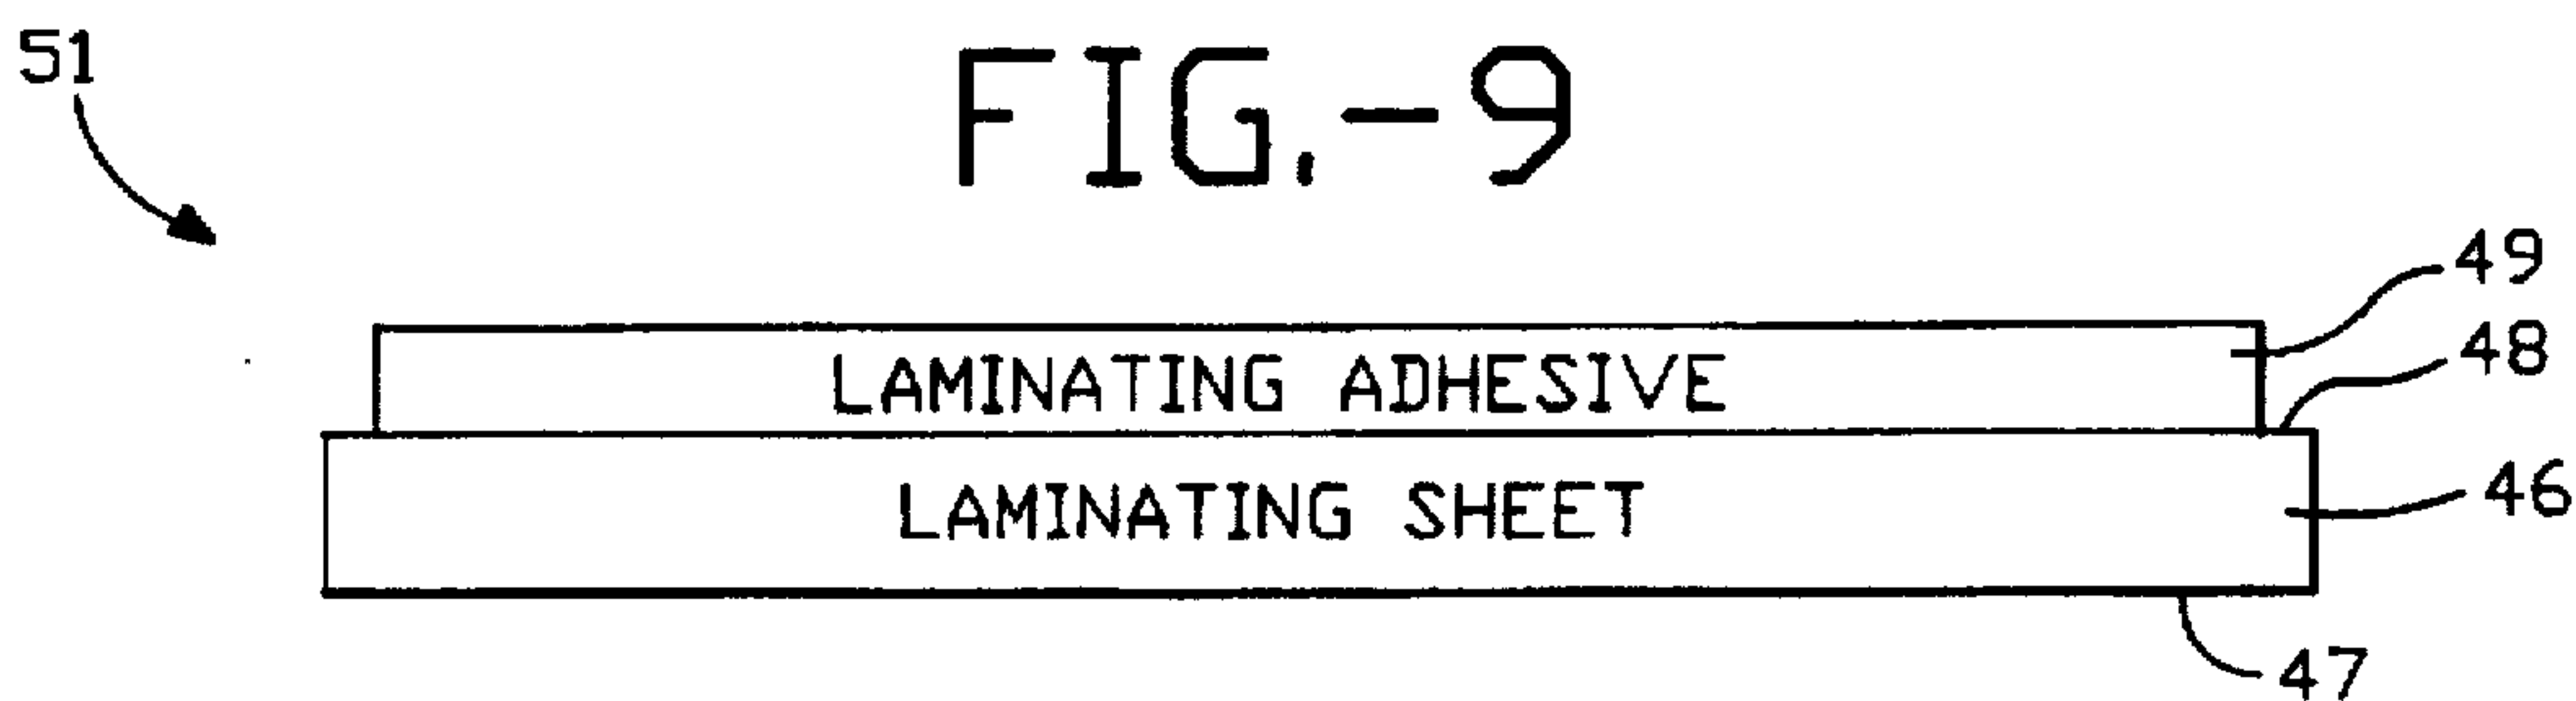 51
FIG.-9
49
LAMINATING ADHESIVE
48
LAMINATING SHEET
46
47